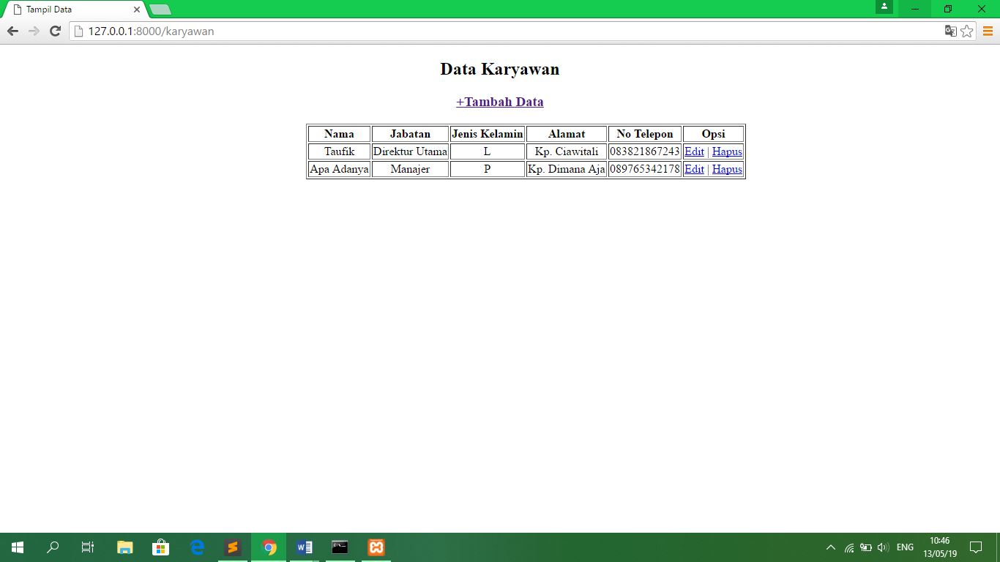 Tampil Data
127.0.0.1:8000/karyawan
Data Karyawan
+Tambah Data
Nama Jabatan Jenis Kelamin Alamat No Telepon Opsi
Taufik Direktur Utama L Kp. Ciawitali 083821867243 Edit | Hapus
Apa Adanya Manajer P Kp. Dimana Aja 089765342178 Edit | Hapus
ENG
10:46
13/05/19